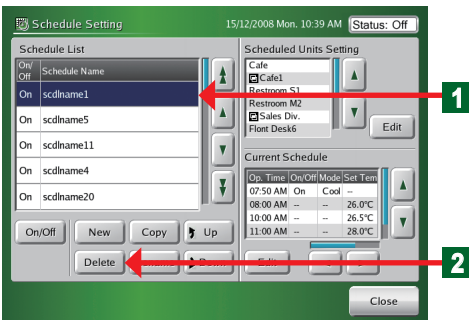 Schedule Setting 15/12/2008 Mon. 10:39 AM Status: Off
Schedule List
On/Off Schedule Name
On scdlname1
On scdlname5
On scdlname11
On scdlname4
On scdlname20
On/Off New Copy Up
Delete
Scheduled Units Setting
Cafe
Cafe1
Restroom S1
Restroom M2
Sales Div.
Flont Desk6
Edit
Current Schedule
Op. Time On/Off Mode Set Tem
07:50 AM On Cool --
08:00 AM -- -- 26.0°C
10:00 AM -- -- 26.5°C
11:00 AM -- -- 28.0°C
Edit
Close
1
2